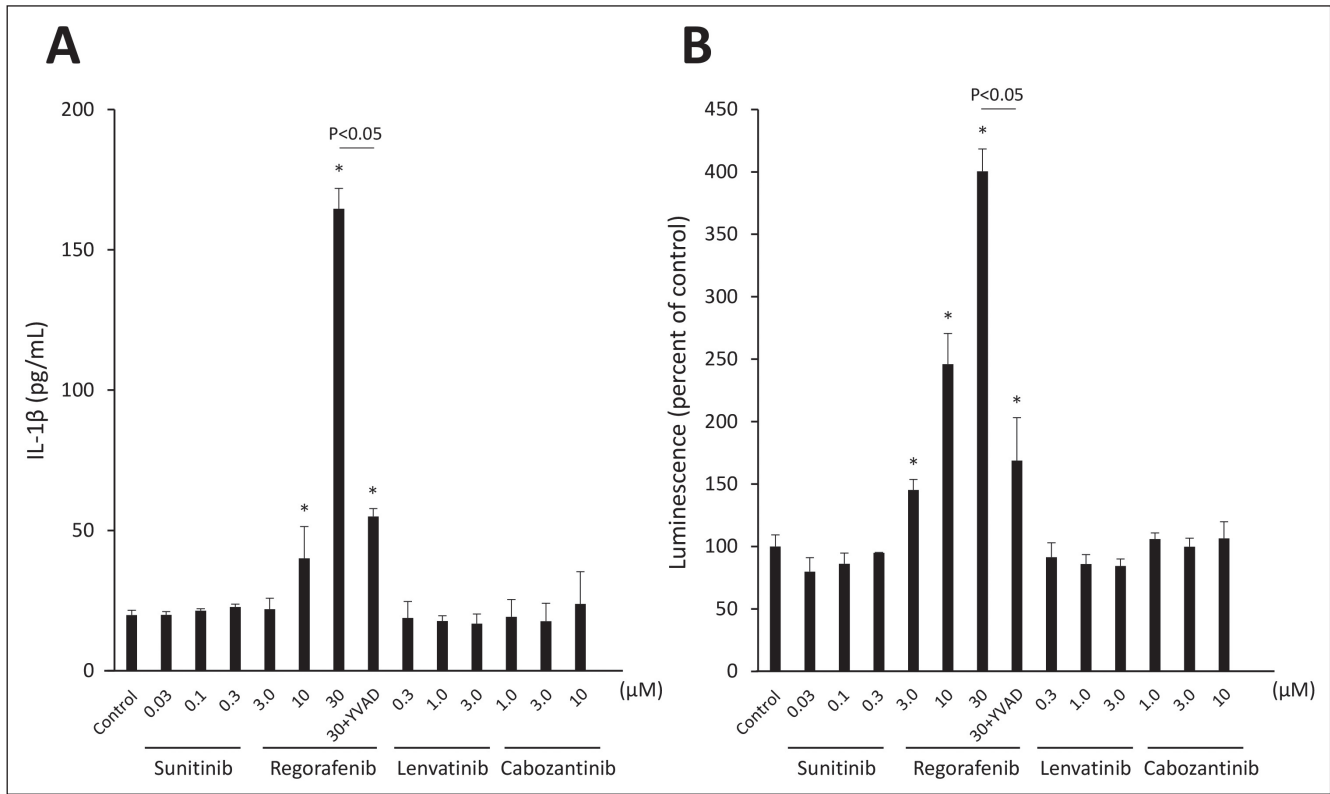 A
200
150
100
50
0
IL-1β (pg/mL)
P<0.05
*
*
*
Control
0.03
0.1
0.3
3.0
10
30
30+YVAD
0.3
1.0
3.0
1.0
3.0
10
(μM)
Sunitinib
Regorafenib
Lenvatinib
Cabozantinib
B
450
400
350
300
250
200
150
100
50
0
Luminescence (percent of control)
P<0.05
*
*
*
*
Control
0.03
0.1
0.3
3.0
10
30
30+YVAD
0.3
1.0
3.0
1.0
3.0
10
(μM)
Sunitinib
Regorafenib
Lenvatinib
Cabozantinib